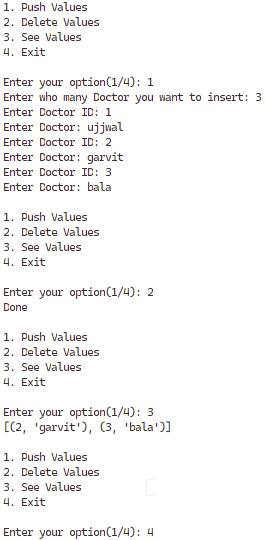 1. Push Values
2. Delete Values
3. See Values
4. Exit
Enter your option(1/4): 1
Enter who many Doctor you want to insert: 3
Enter Doctor ID: 1
Enter Doctor: ujjwal
Enter Doctor ID: 2
Enter Doctor: garvit
Enter Doctor ID: 3
Enter Doctor: bala
1. Push Values
2. Delete Values
3. See Values
4. Exit
Enter your option(1/4): 2
Done
1. Push Values
2. Delete Values
3. See Values
4. Exit
Enter your option(1/4): 3
[(2, 'garvit'), (3, 'bala')]
1. Push Values
2. Delete Values
3. See Values
4. Exit
Enter your option(1/4): 4